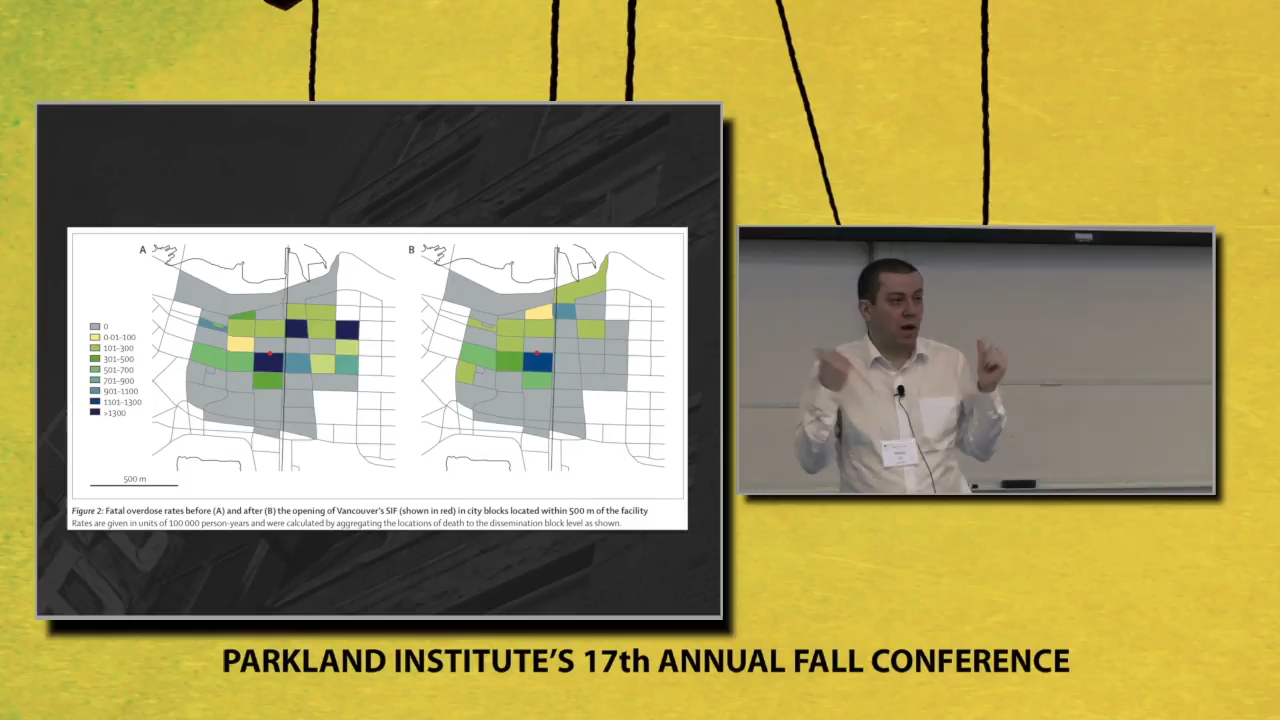 A
B
0
0·01–100
101–300
301–500
501–700
701–900
901–1100
1101–1300
>1300
500 m
Figure 2: Fatal overdose rates before (A) and after (B) the opening of Vancouver's SIF (shown in red) in city blocks located within 500 m of the facility
Rates are given in units of 100 000 person-years and were calculated by aggregating the locations of death to the dissemination block level as shown.
PARKLAND INSTITUTE'S 17th ANNUAL FALL CONFERENCE